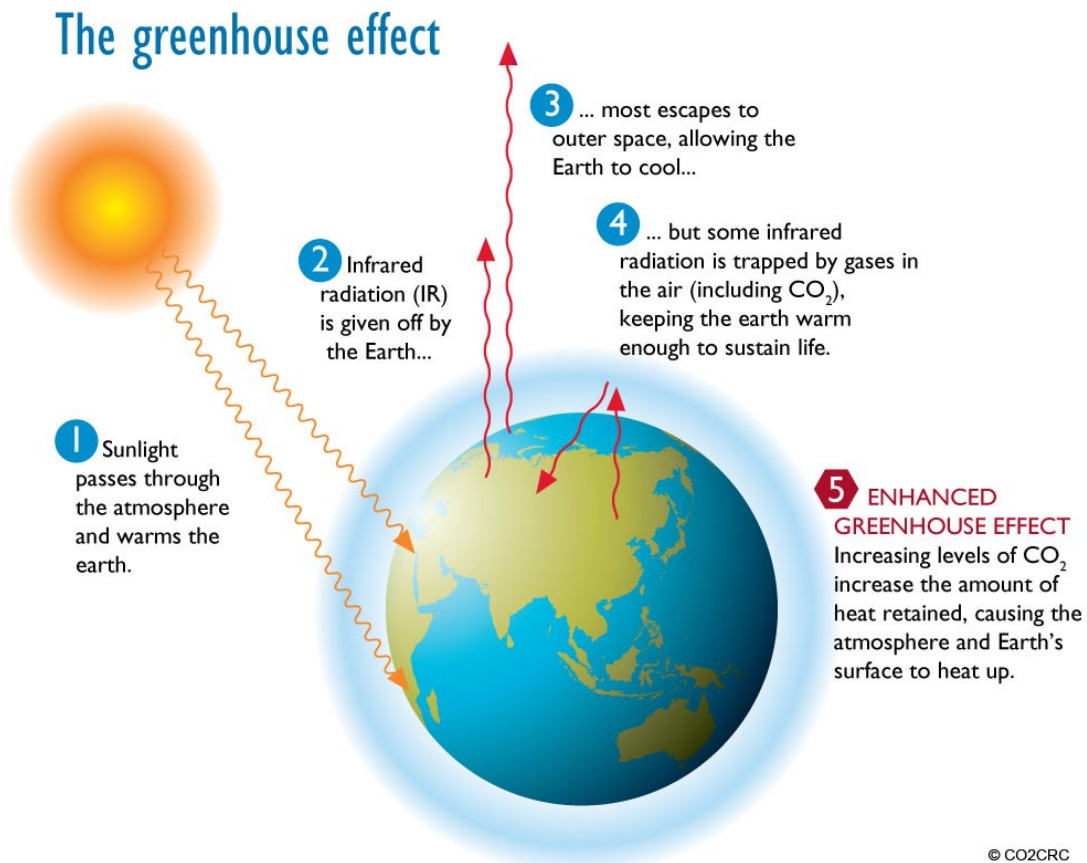 The greenhouse effect
3 ... most escapes to
outer space, allowing the
Earth to cool...
4 ... but some infrared
radiation is trapped by gases in
the air (including CO₂),
keeping the earth warm
enough to sustain life.
2 Infrared
radiation (IR)
is given off by
the Earth...
1 Sunlight
passes through
the atmosphere
and warms the
earth.
5 ENHANCED
GREENHOUSE EFFECT
Increasing levels of CO₂
increase the amount of
heat retained, causing the
atmosphere and Earth's
surface to heat up.
© CO2CRC